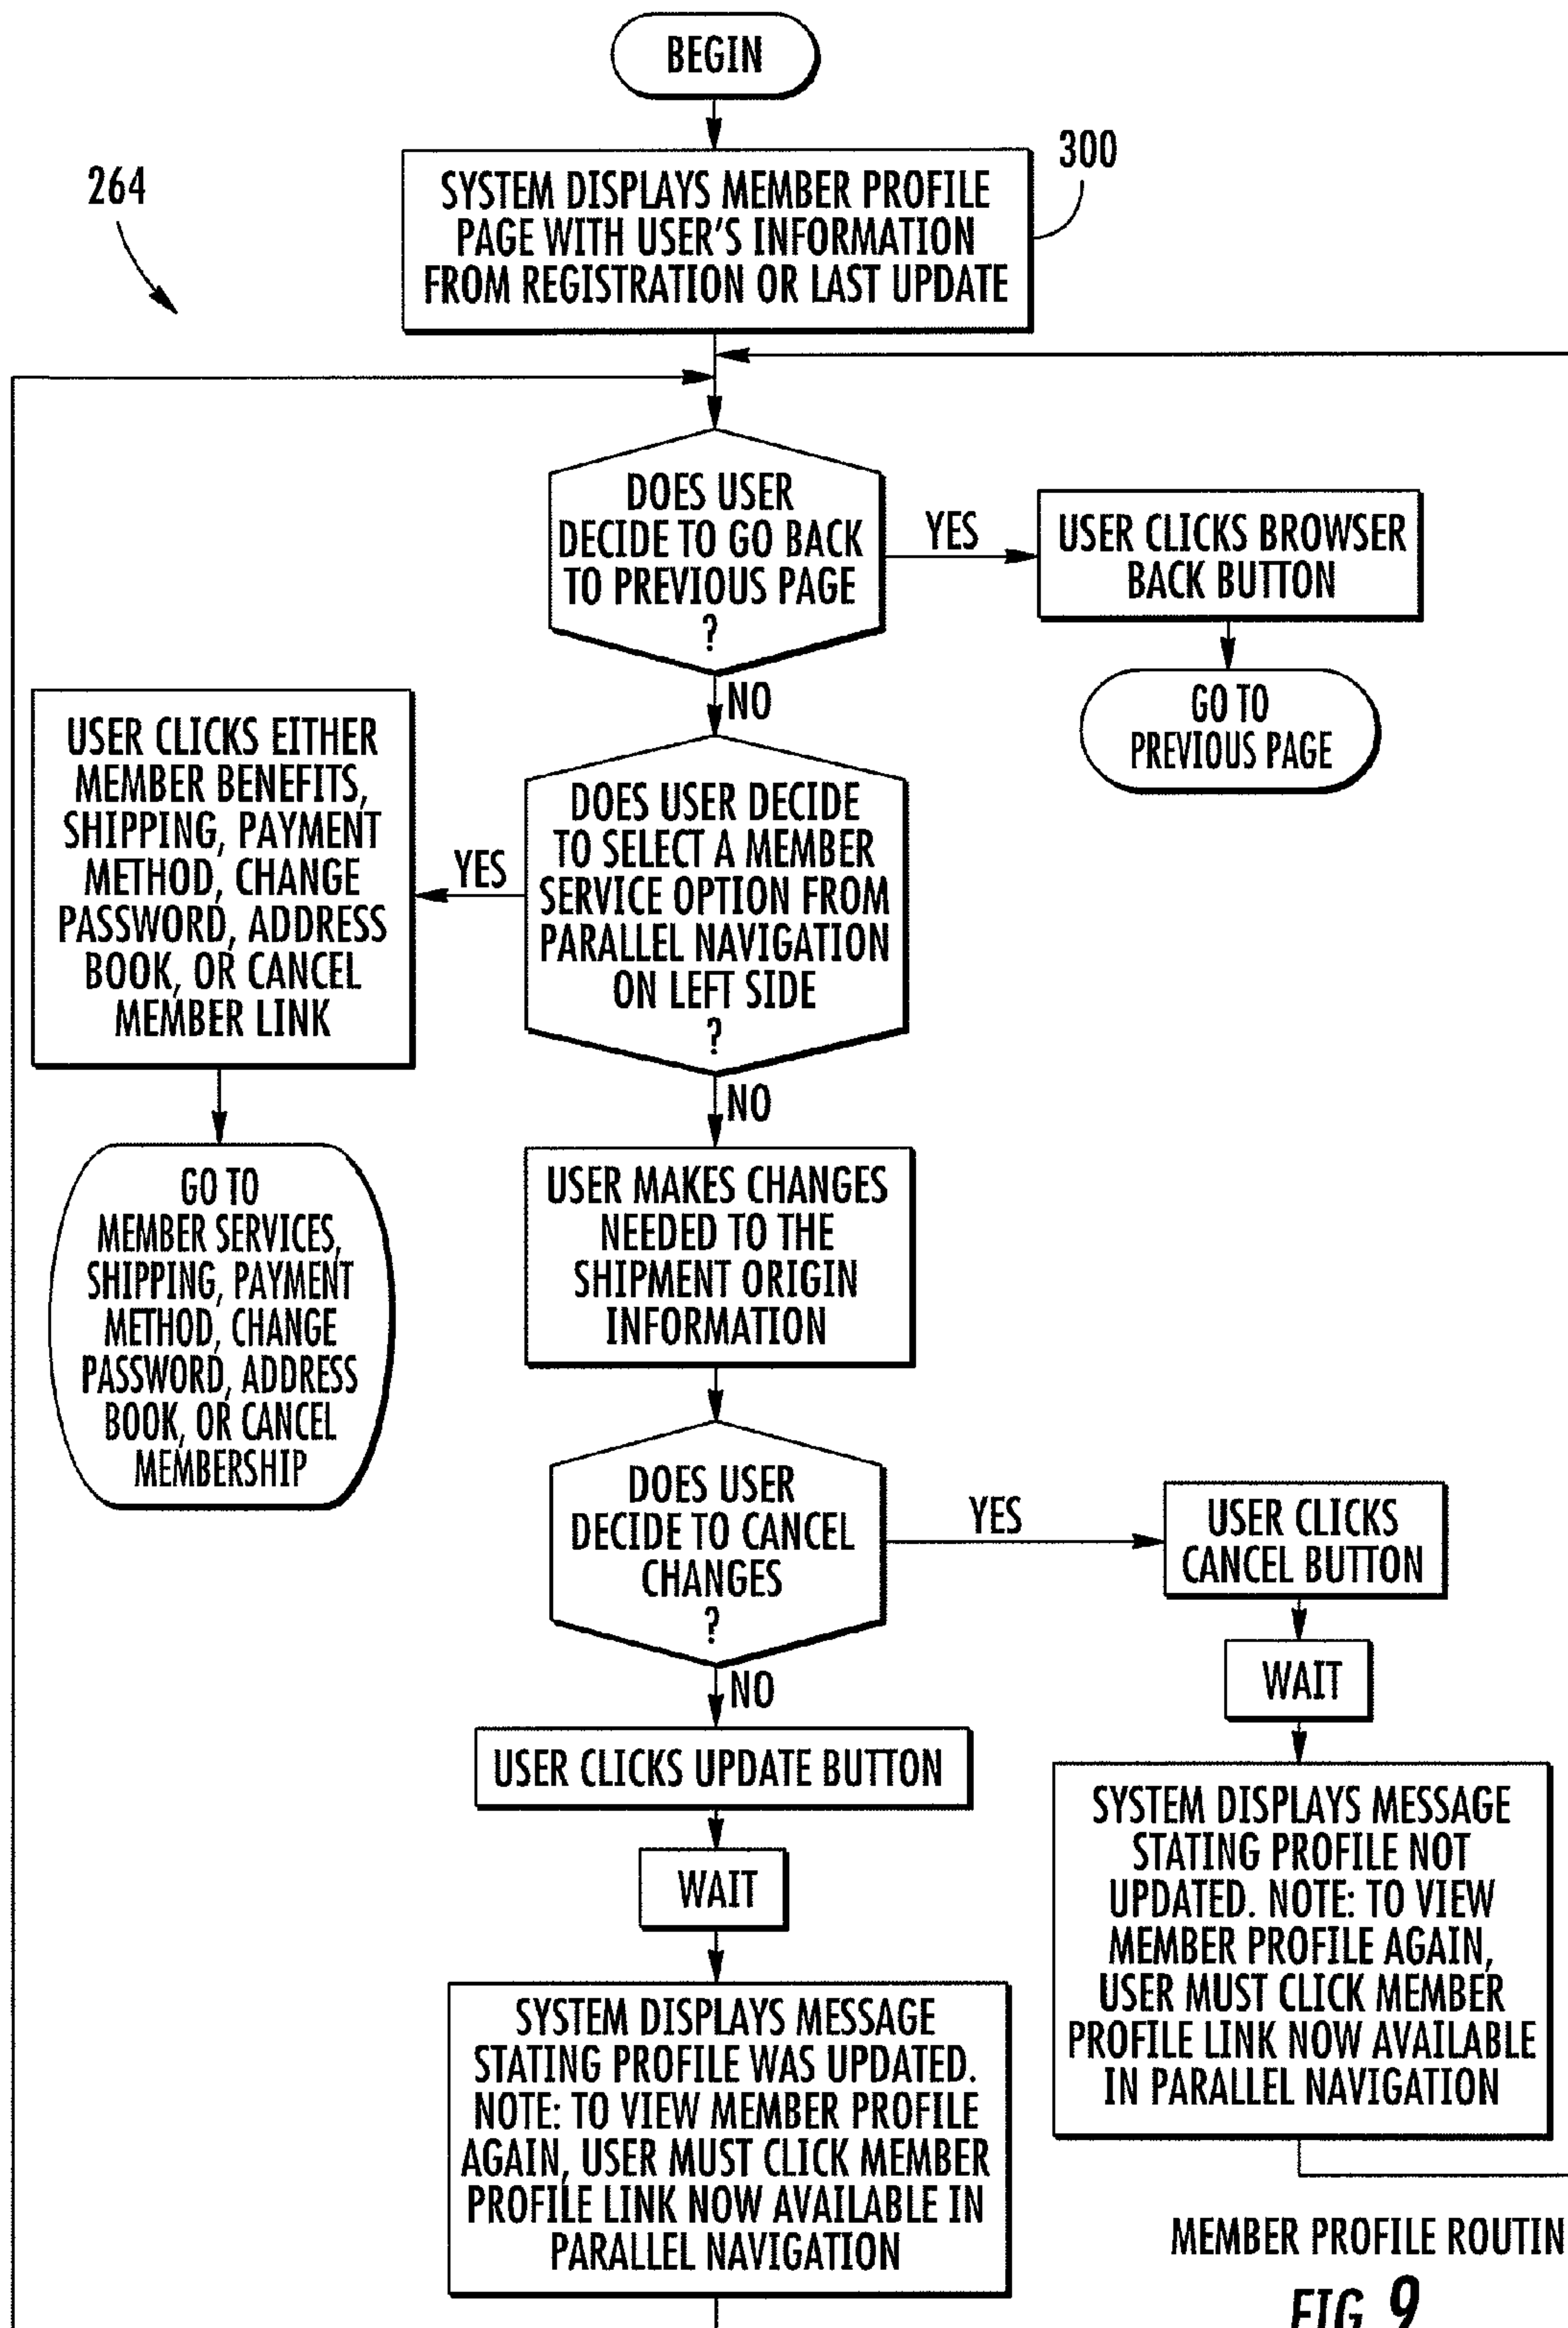 BEGIN
264
300
SYSTEM DISPLAYS MEMBER PROFILE
PAGE WITH USER'S INFORMATION
FROM REGISTRATION OR LAST UPDATE
DOES USER
DECIDE TO GO BACK
TO PREVIOUS PAGE
?
YES
USER CLICKS BROWSER
BACK BUTTON
GO TO
PREVIOUS PAGE
NO
DOES USER DECIDE
TO SELECT A MEMBER
SERVICE OPTION FROM
PARALLEL NAVIGATION
ON LEFT SIDE
?
YES
USER CLICKS EITHER
MEMBER BENEFITS,
SHIPPING, PAYMENT
METHOD, CHANGE
PASSWORD, ADDRESS
BOOK, OR CANCEL
MEMBER LINK
GO TO
MEMBER SERVICES,
SHIPPING, PAYMENT
METHOD, CHANGE
PASSWORD, ADDRESS
BOOK, OR CANCEL
MEMBERSHIP
NO
USER MAKES CHANGES
NEEDED TO THE
SHIPMENT ORIGIN
INFORMATION
DOES USER
DECIDE TO CANCEL
CHANGES
?
YES
USER CLICKS
CANCEL BUTTON
WAIT
SYSTEM DISPLAYS MESSAGE
STATING PROFILE NOT
UPDATED. NOTE: TO VIEW
MEMBER PROFILE AGAIN,
USER MUST CLICK MEMBER
PROFILE LINK NOW AVAILABLE
IN PARALLEL NAVIGATION
NO
USER CLICKS UPDATE BUTTON
WAIT
SYSTEM DISPLAYS MESSAGE
STATING PROFILE WAS UPDATED.
NOTE: TO VIEW MEMBER PROFILE
AGAIN, USER MUST CLICK MEMBER
PROFILE LINK NOW AVAILABLE IN
PARALLEL NAVIGATION
MEMBER PROFILE ROUTIN
FIG. 9